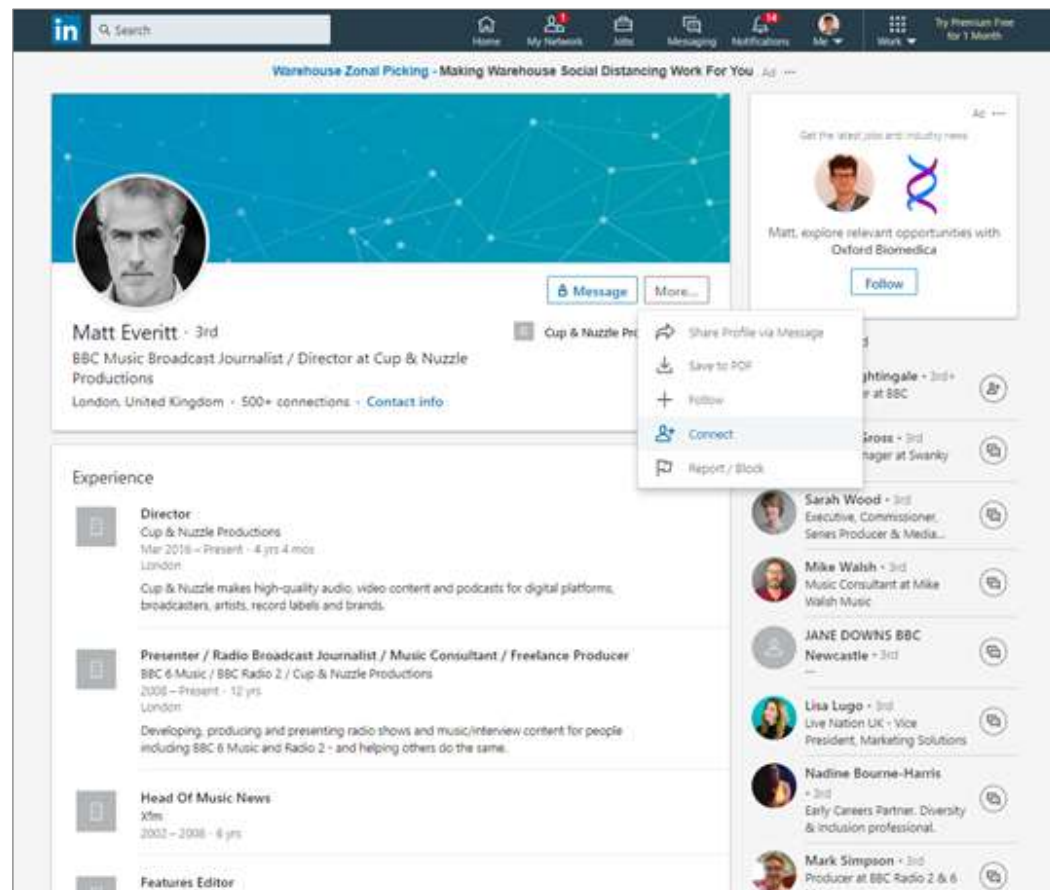 in
Search
Home
My Network
1
Jobs
Messaging
Notifications
14
Me
Work
Try Premium Free
for 1 Month
Warehouse Zonal Picking - Making Warehouse Social Distancing Work For You Ad ...
Message
More...
Matt Everitt · 3rd
BBC Music Broadcast Journalist / Director at Cup & Nuzzle
Productions
London, United Kingdom · 500+ connections · Contact info
Cup & Nuzzle Pro
Share Profile via Message
Save to PDF
Follow
Connect
Report / Block
Experience
Director
Cup & Nuzzle Productions
Mar 2016 – Present · 4 yrs 4 mos
London
Cup & Nuzzle makes high-quality audio, video content and podcasts for digital platforms,
broadcasters, artists, record labels and brands.
Presenter / Radio Broadcast Journalist / Music Consultant / Freelance Producer
BBC 6 Music / BBC Radio 2 / Cup & Nuzzle Productions
2008 – Present · 12 yrs
London
Developing, producing and presenting radio shows and music/interview content for people
including BBC 6 Music and Radio 2 - and helping others do the same.
Head Of Music News
Xfm
2002 – 2008 · 6 yrs
Features Editor
Ad ...
Get the latest jobs and industry news
Matt, explore relevant opportunities with
Oxford Biomedica
Follow
ghtingale · 3rd+
r at BBC
Gross · 3rd
nager at Swanky
Sarah Wood · 3rd
Executive, Commissioner,
Series Producer & Media...
Mike Walsh · 3rd
Music Consultant at Mike
Walsh Music
JANE DOWNS BBC
Newcastle · 3rd
...
Lisa Lugo · 3rd
Live Nation UK - Vice
President, Marketing Solutions
Nadine Bourne-Harris
· 3rd
Early Careers Partner. Diversity
& Inclusion professional.
Mark Simpson · 3rd
Producer at BBC Radio 2 & 6